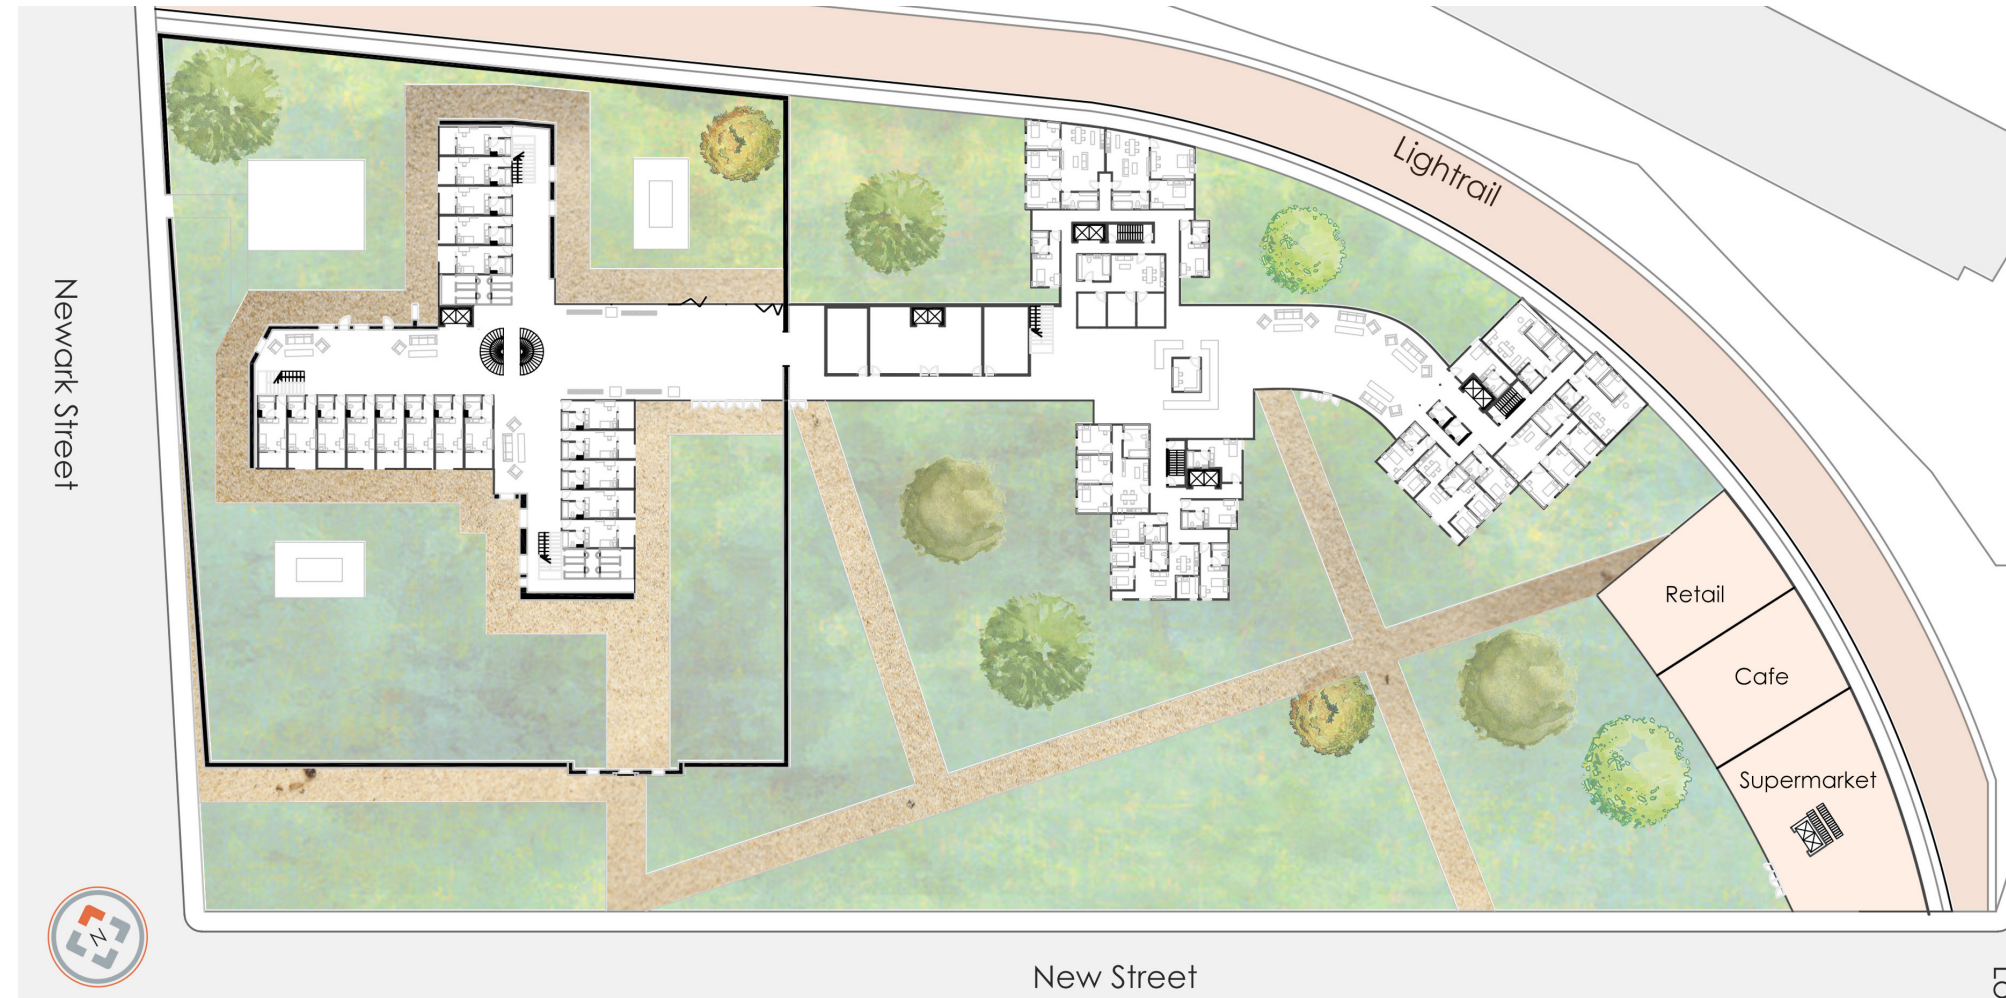 Lightrail
Newark Street
Retail
Cafe
Supermarket
N
New Street